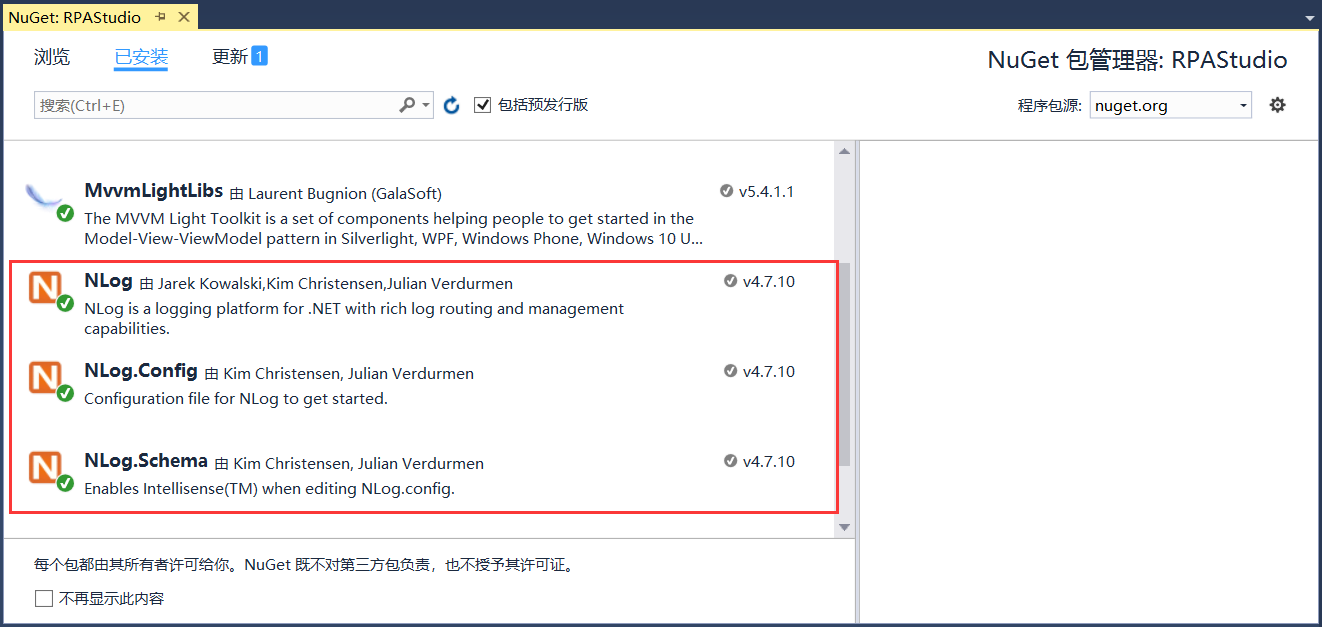 NuGet: RPAStudio
浏览 已安装 更新 1
NuGet 包管理器: RPAStudio
搜索(Ctrl+E) 包括预发行版 程序包源: nuget.org
MvvmLightLibs 由 Laurent Bugnion (GalaSoft) v5.4.1.1
The MVVM Light Toolkit is a set of components helping people to get started in the
Model-View-ViewModel pattern in Silverlight, WPF, Windows Phone, Windows 10 U...
NLog 由 Jarek Kowalski,Kim Christensen,Julian Verdurmen v4.7.10
NLog is a logging platform for .NET with rich log routing and management
capabilities.
NLog.Config 由 Kim Christensen, Julian Verdurmen v4.7.10
Configuration file for NLog to get started.
NLog.Schema 由 Kim Christensen, Julian Verdurmen v4.7.10
Enables Intellisense(TM) when editing NLog.config.
每个包都由其所有者许可给你。NuGet 既不对第三方包负责，也不授予其许可证。
不再显示此内容